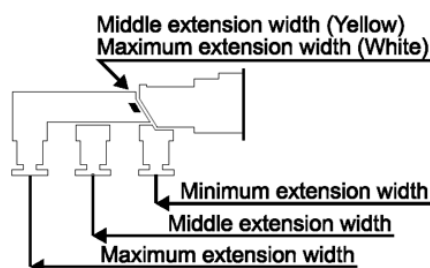 Middle extension width (Yellow)
Maximum extension width (White)
Minimum extension width
Middle extension width
Maximum extension width